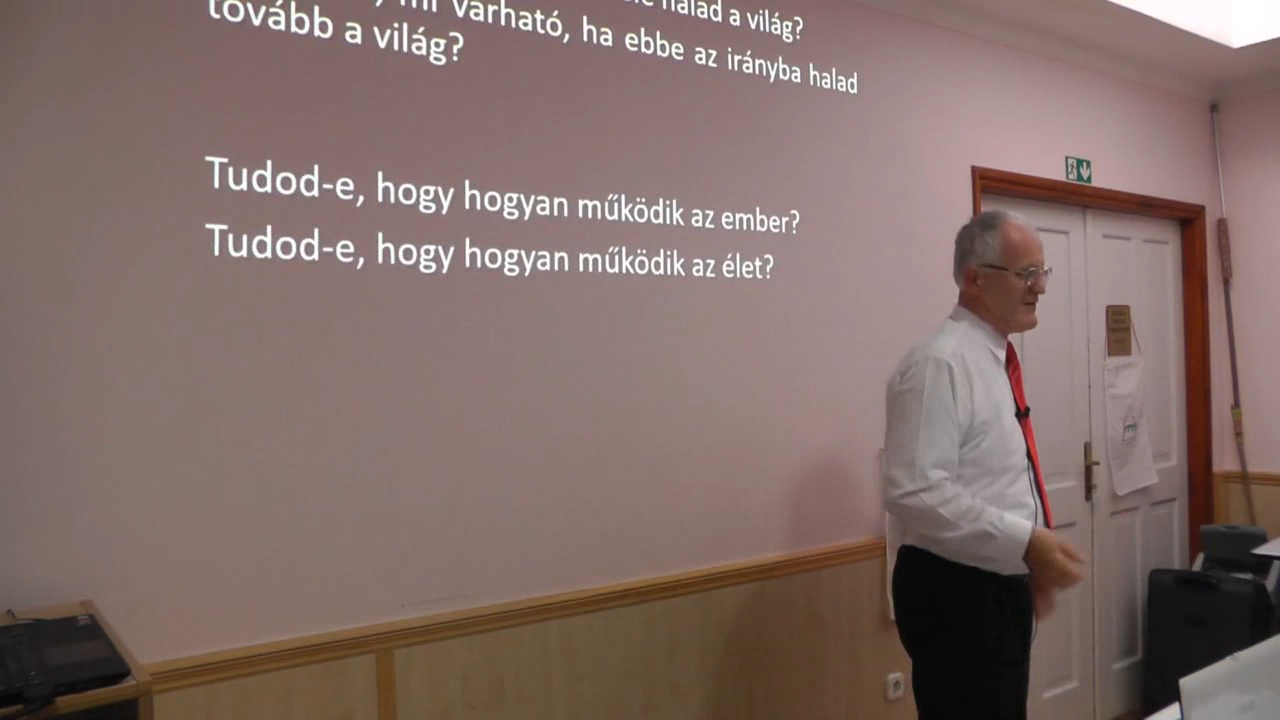 halad a világ?
mi várható, ha ebbe az irányba halad
tovább a világ?
Tudod-e, hogy hogyan működik az ember?
Tudod-e, hogy hogyan működik az élet?